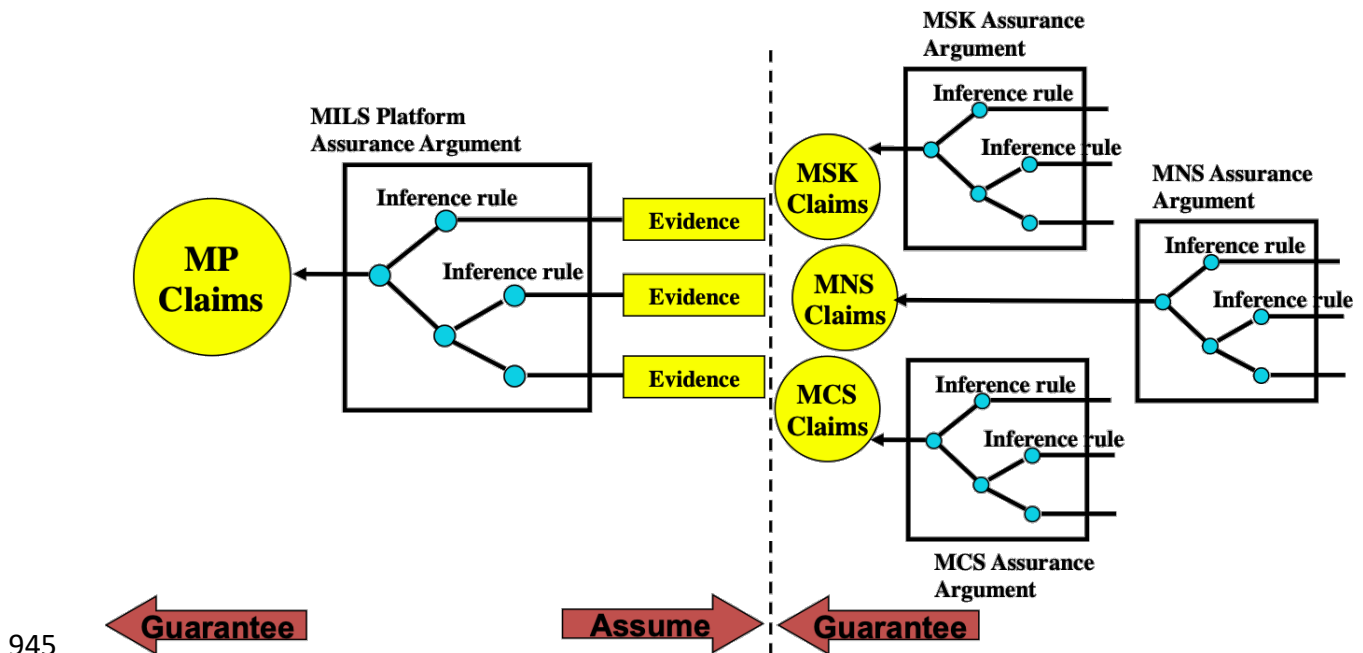 MSK Assurance
Argument
Inference rule
Inference rule
MSK
Claims
MILS Platform
Assurance Argument
Inference rule
Inference rule
MP
Claims
Evidence
Evidence
Evidence
MNS Assurance
Argument
Inference rule
Inference rule
MNS
Claims
MCS
Claims
Inference rule
Inference rule
MCS Assurance
Argument
Guarantee
Assume
Guarantee
945